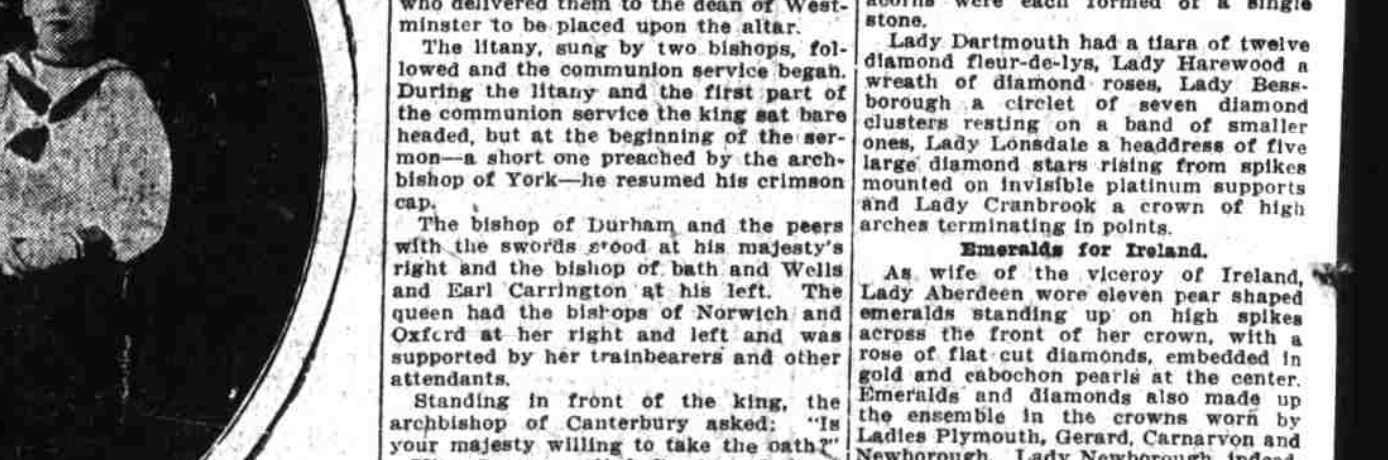 who delivered them to the dean of West-
minster to be placed upon the altar.
The litany, sung by two bishops, fol-
lowed and the communion service began.
During the litany and the first part of
the communion service the king sat bare
headed, but at the beginning of the ser-
mon—a short one preached by the arch-
bishop of York—he resumed his crimson
cap.
The bishop of Durham and the peers
with the swords stood at his majesty's
right and the bishop of bath and Wells
and Earl Carrington at his left. The
queen had the bishops of Norwich and
Oxford at her right and left and was
supported by her trainbearers and other
attendants.
Standing in front of the king, the
archbishop of Canterbury asked: "Is
your majesty willing to take the oath?"
acorns were each formed of a single
stone.
Lady Dartmouth had a tiara of twelve
diamond fleur-de-lys, Lady Harewood a
wreath of diamond roses, Lady Bess-
borough a circlet of seven diamond
clusters resting on a band of smaller
ones, Lady Lonsdale a headdress of five
large diamond stars rising from spikes
mounted on invisible platinum supports
and Lady Cranbrook a crown of high
arches terminating in points.
Emeralds for Ireland.
As wife of the viceroy of Ireland,
Lady Aberdeen wore eleven pear shaped
emeralds standing up on high spikes
across the front of her crown, with a
rose of flat cut diamonds, embedded in
gold and cabochon pearls at the center.
Emeralds and diamonds also made up
the ensemble in the crowns worn by
Ladies Plymouth, Gerard, Carnarvon and
Newborough. Lady Newborough, indeed,